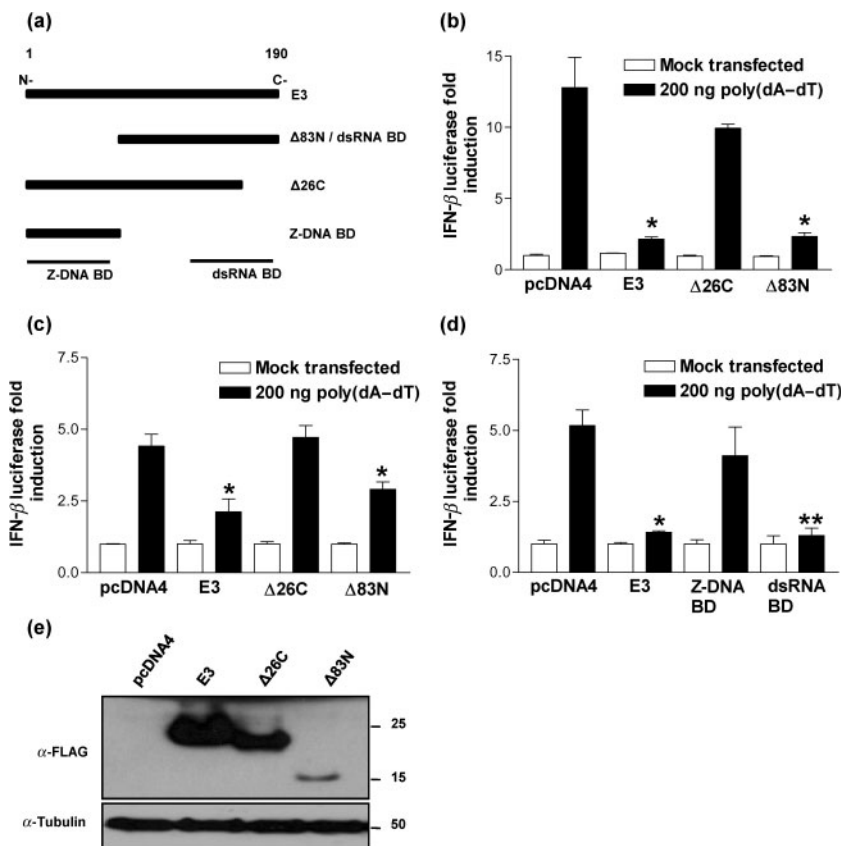 (a)
1 190
N- C-
E3
Δ83N / dsRNA BD
Δ26C
Z-DNA BD
Z-DNA BD dsRNA BD
(b)
Mock transfected
200 ng poly(dA–dT)
IFN-β luciferase fold
induction
15
10
5
0
pcDNA4 E3 Δ26C Δ83N
* *
(c)
Mock transfected
200 ng poly(dA–dT)
IFN-β luciferase fold
induction
7.5
5.0
2.5
0.0
pcDNA4 E3 Δ26C Δ83N
* *
(d)
Mock transfected
200 ng poly(dA–dT)
IFN-β luciferase fold
induction
7.5
5.0
2.5
0.0
* **
pcDNA4 E3 Z-DNA dsRNA
BD BD
(e)
pcDNA4 E3 Δ26C Δ83N
α-FLAG
25
15
α-Tubulin
50